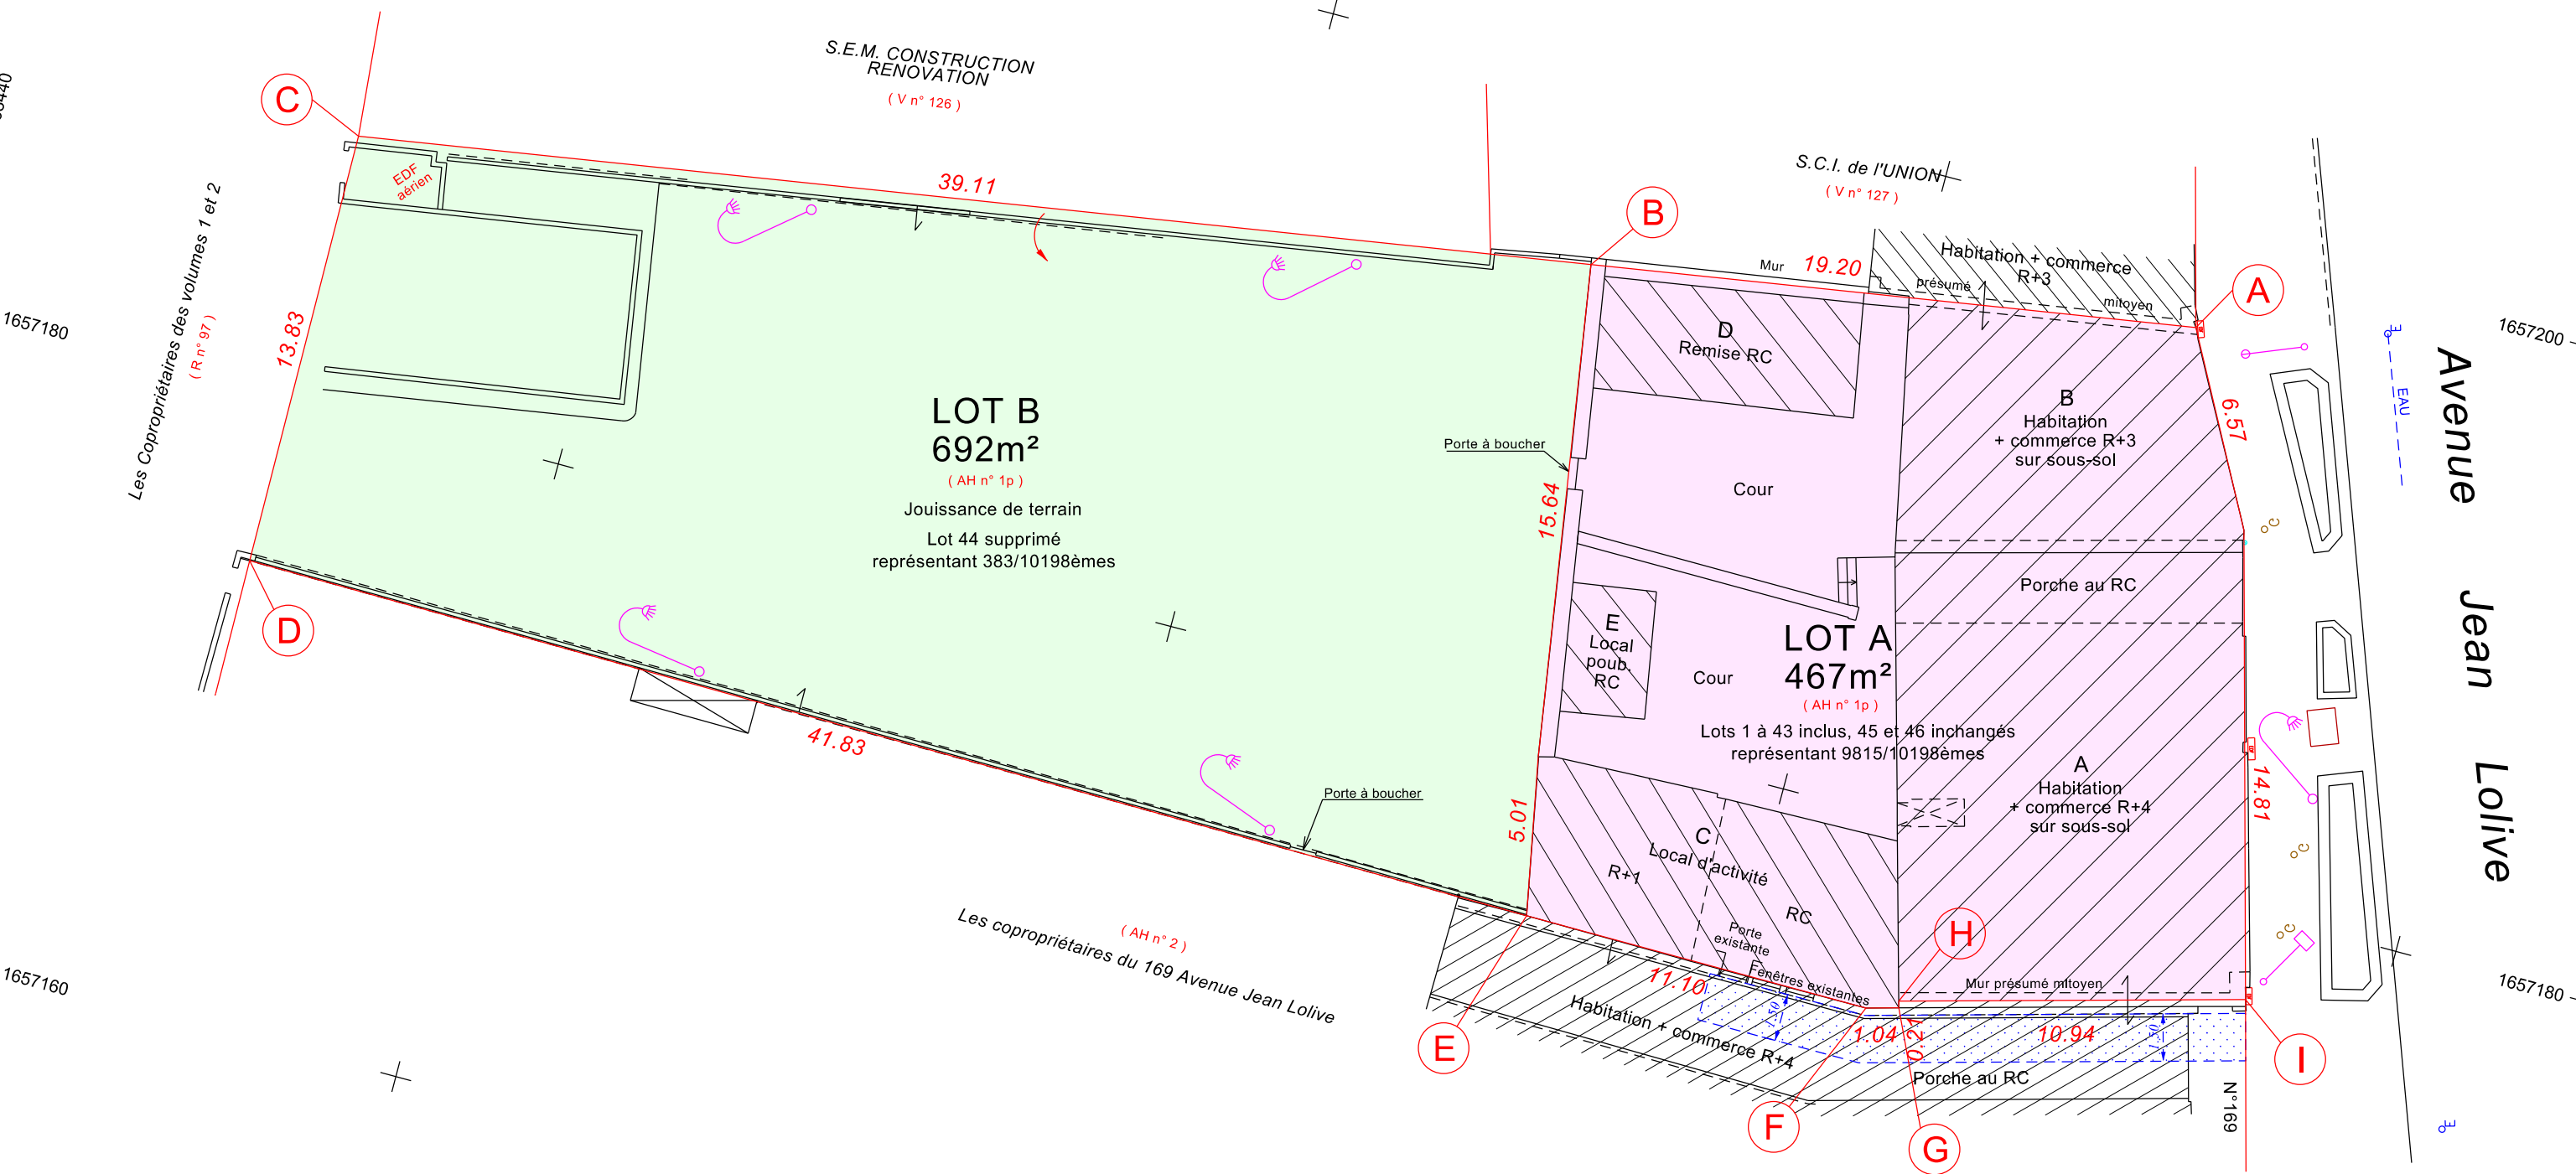 S.E.M. CONSTRUCTION
RENOVATION
( V n° 126 )
C
EDF
aérien
39.11
B
S.C.I. de l'UNION
( V n° 127 )
Mur
19.20
Habitation + commerce
R+3
présumé
mitoyen
A
Les Copropriétaires des volumes 1 et 2
( R n° 97 )
1657180
13.83
1657200
D
Remise RC
LOT B
692m²
( AH n° 1p )
Jouissance de terrain
Lot 44 supprimé
représentant 383/10198èmes
Porte à boucher
15.64
Cour
B
Habitation
+ commerce R+3
sur sous-sol
6.57
EAU
Avenue
Jean
Lolive
Porche au RC
D
E
Local
poub.
RC
Cour
LOT A
467m²
( AH n° 1p )
Lots 1 à 43 inclus, 45 et 46 inchangés
représentant 9815/10198èmes
A
Habitation
+ commerce R+4
sur sous-sol
14.81
41.83
Porte à boucher
5.01
C
Local d'activité
R+1
RC
Porte
existante
Fenêtres existantes
H
Mur présumé mitoyen
1657160
1657180
Les copropriétaires du 169 Avenue Jean Lolive
( AH n° 2 )
11.10
Habitation + commerce R+4
1.50
1.04
0.21
10.94
1.50
Porche au RC
E
F
G
I
N°169
E
E